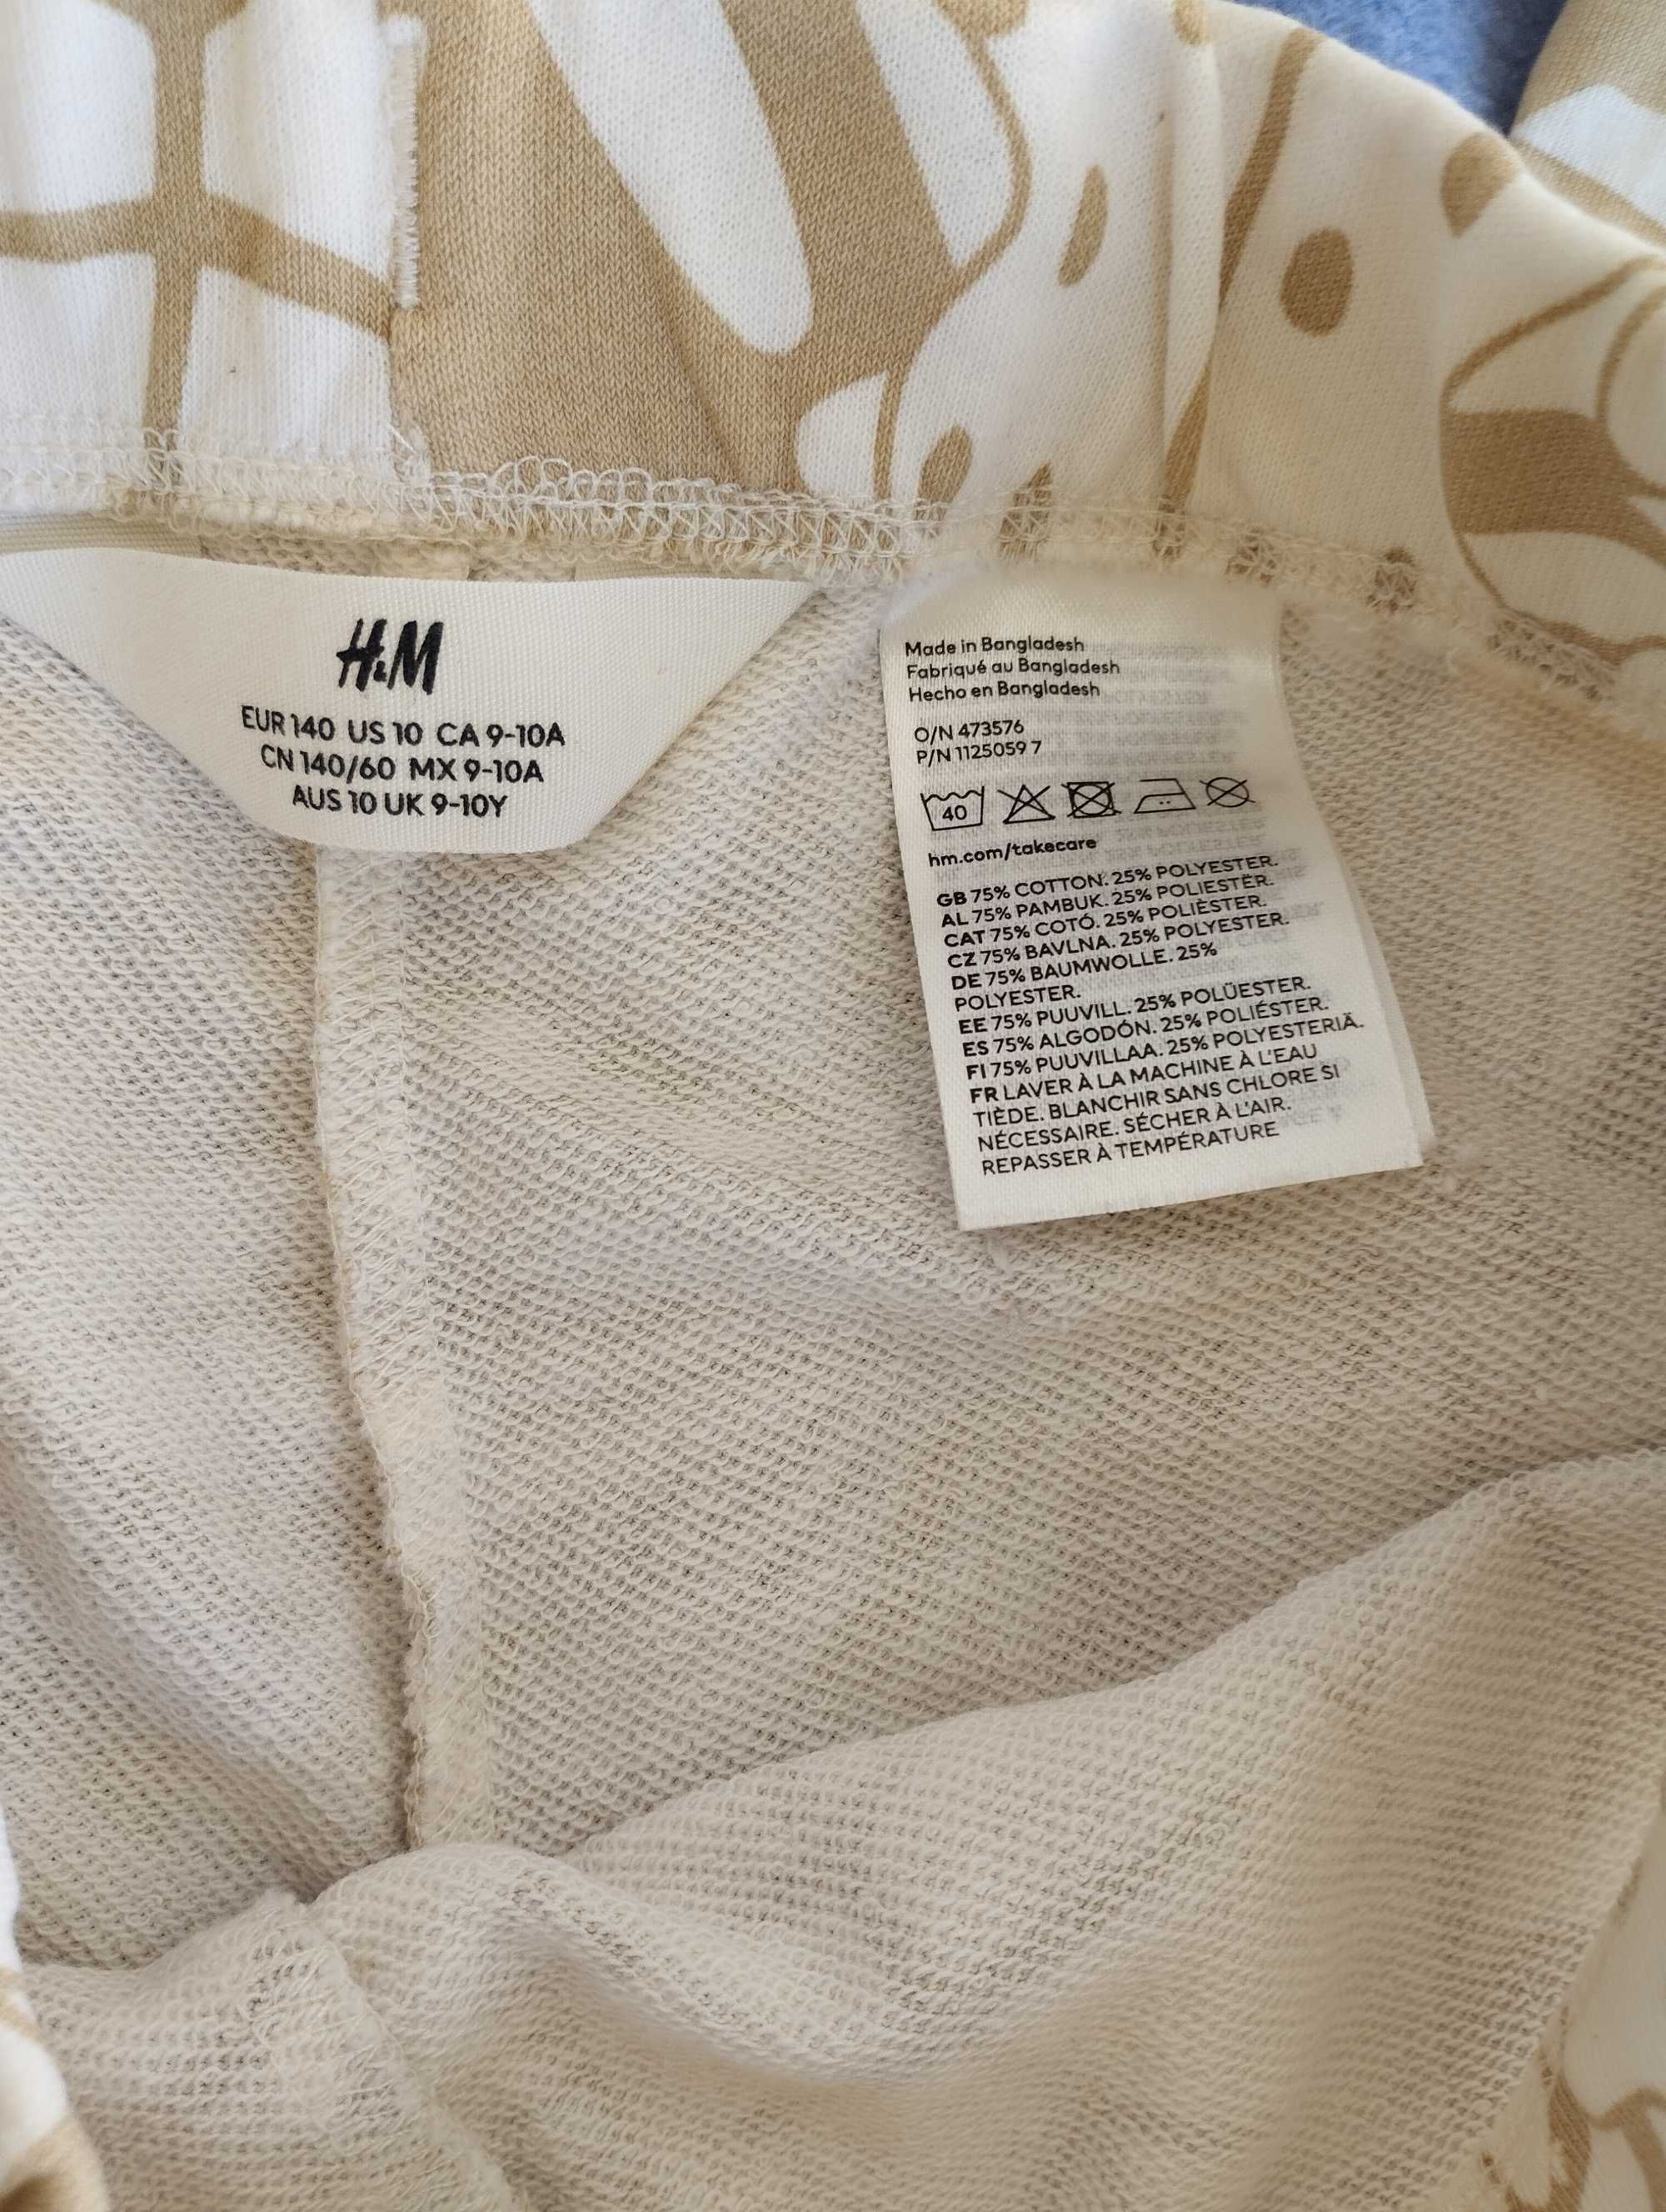 H&M
EUR 140 US 10 CA 9-10A
CN 140/60 MX 9-10A
AUS 10 UK 9-10Y
Made in Bangladesh
Fabriqué au Bangladesh
Hecho en Bangladesh
O/N 473576
P/N 1125059 7
40
hm.com/takecare
GB 75% COTTON. 25% POLYESTER.
AL 75% PAMBUK. 25% POLIESTËR.
CAT 75% COTÓ. 25% POLIÈSTER.
CZ 75% BAVLNA. 25% POLYESTER.
DE 75% BAUMWOLLE. 25%
POLYESTER.
EE 75% PUUVILL. 25% POLÜESTER.
ES 75% ALGODÓN. 25% POLIÉSTER.
FI 75% PUUVILLAA. 25% POLYESTERIÄ.
FR LAVER À LA MACHINE À L'EAU
TIÈDE. BLANCHIR SANS CHLORE SI
NÉCESSAIRE. SÉCHER À L'AIR.
REPASSER À TEMPÉRATURE